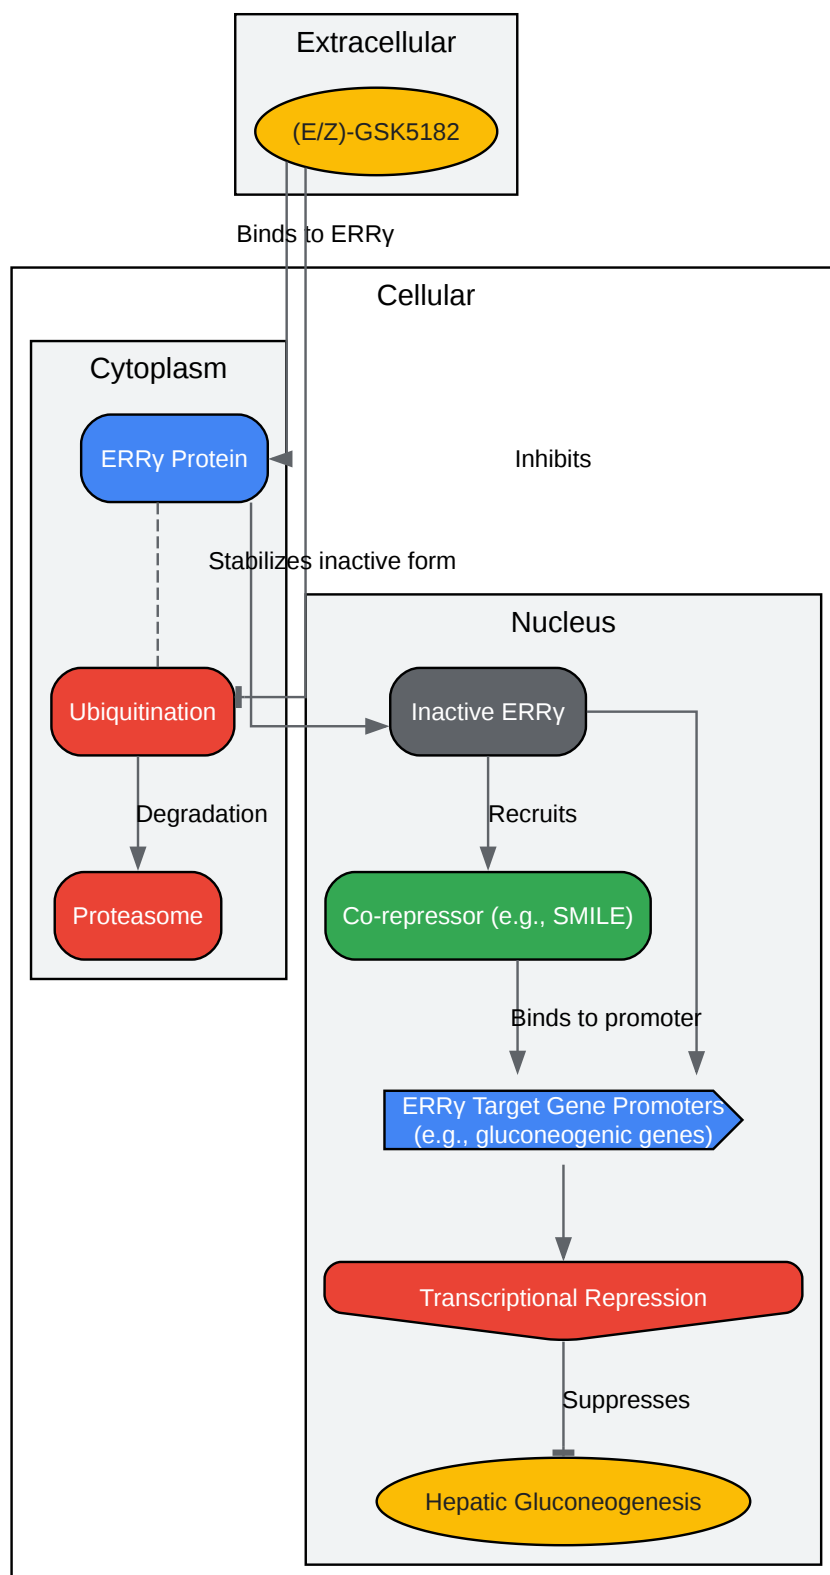 Extracellular
(E/Z)-GSK5182
Binds to ERRγ
Cellular
Cytoplasm
ERRγ Protein
Inhibits
Stabilizes inactive form
Nucleus
Ubiquitination
Inactive ERRγ
Degradation
Recruits
Proteasome
Co-repressor (e.g., SMILE)
Binds to promoter
ERRγ Target Gene Promoters
(e.g., gluconeogenic genes)
Transcriptional Repression
Suppresses
Hepatic Gluconeogenesis